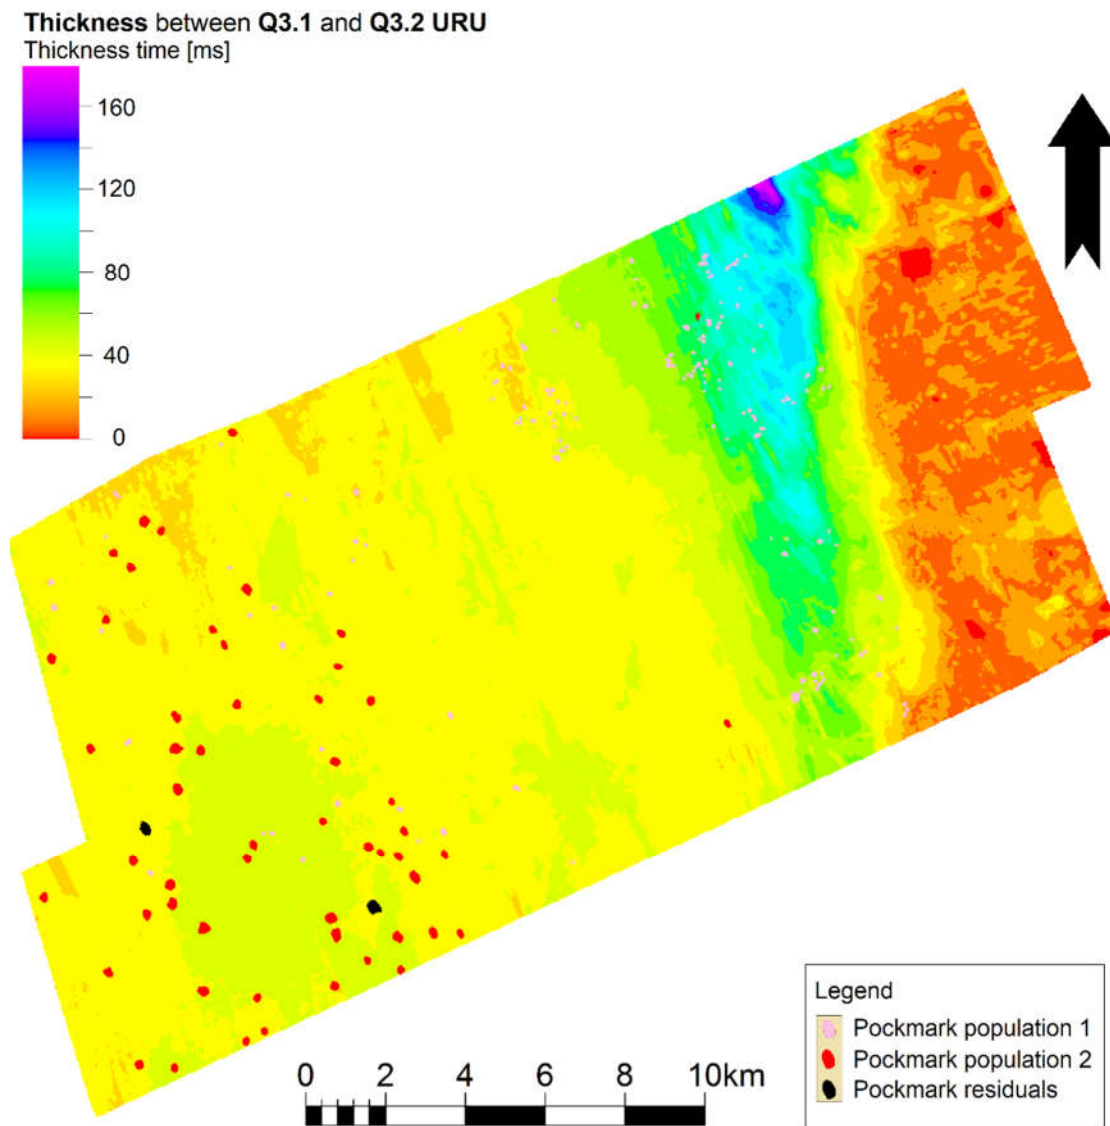 Thickness between Q3.1 and Q3.2 URU
Thickness time [ms]
160
120
80
40
0
Legend
Pockmark population 1
Pockmark population 2
Pockmark residuals
0 2 4 6 8 10km